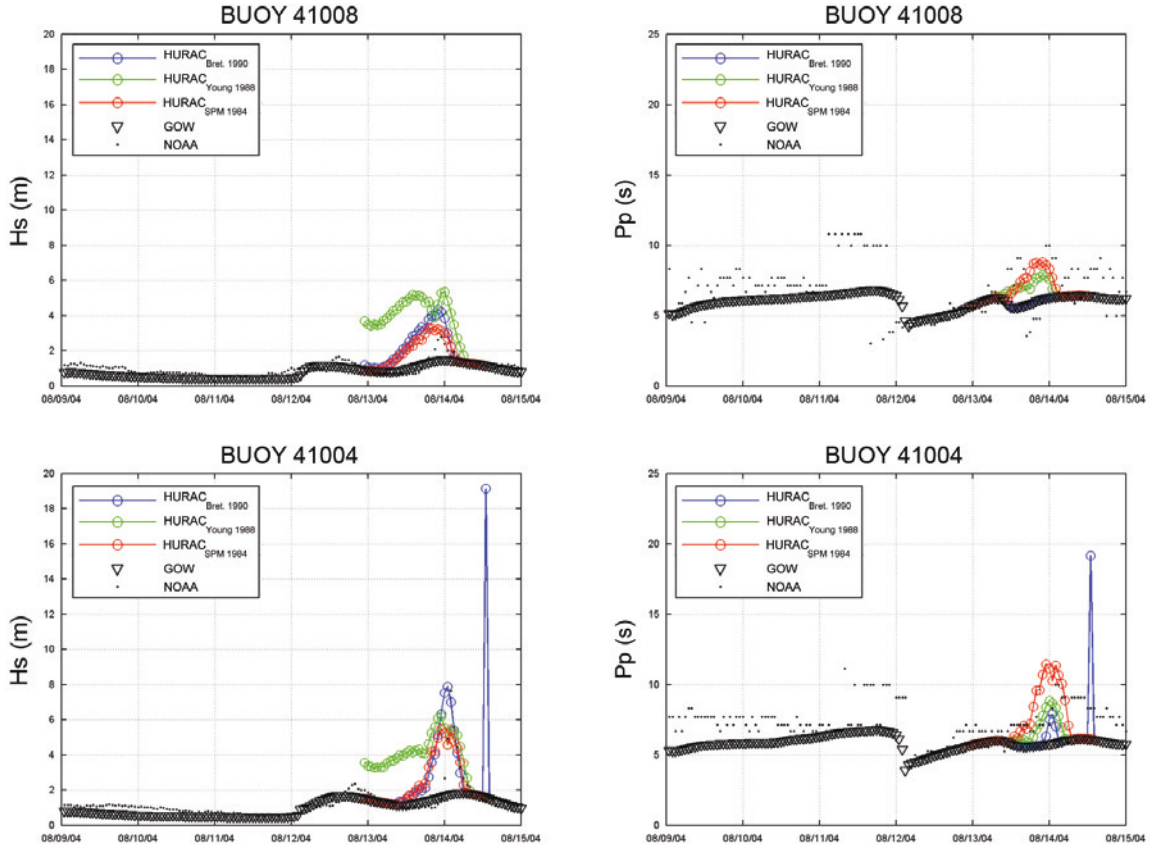 BUOY 41008
Hs (m)
20
18
16
14
12
10
8
6
4
2
0
HURAC Bret. 1990
HURAC Young 1988
HURAC SPM 1984
GOW
NOAA
08/09/04 08/10/04 08/11/04 08/12/04 08/13/04 08/14/04 08/15/04
BUOY 41008
Pp (s)
25
20
15
10
5
0
HURAC Bret. 1990
HURAC Young 1988
HURAC SPM 1984
GOW
NOAA
08/09/04 08/10/04 08/11/04 08/12/04 08/13/04 08/14/04 08/15/04
BUOY 41004
Hs (m)
20
18
16
14
12
10
8
6
4
2
0
HURAC Bret. 1990
HURAC Young 1988
HURAC SPM 1984
GOW
NOAA
08/09/04 08/10/04 08/11/04 08/12/04 08/13/04 08/14/04 08/15/04
BUOY 41004
Pp (s)
25
20
15
10
5
0
HURAC Bret. 1990
HURAC Young 1988
HURAC SPM 1984
GOW
NOAA
08/09/04 08/10/04 08/11/04 08/12/04 08/13/04 08/14/04 08/15/04